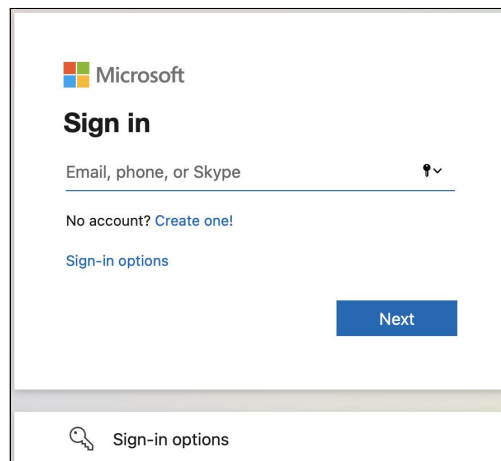 Microsoft
Sign in
Email, phone, or Skype
No account? Create one!
Sign-in options
Next
Sign-in options